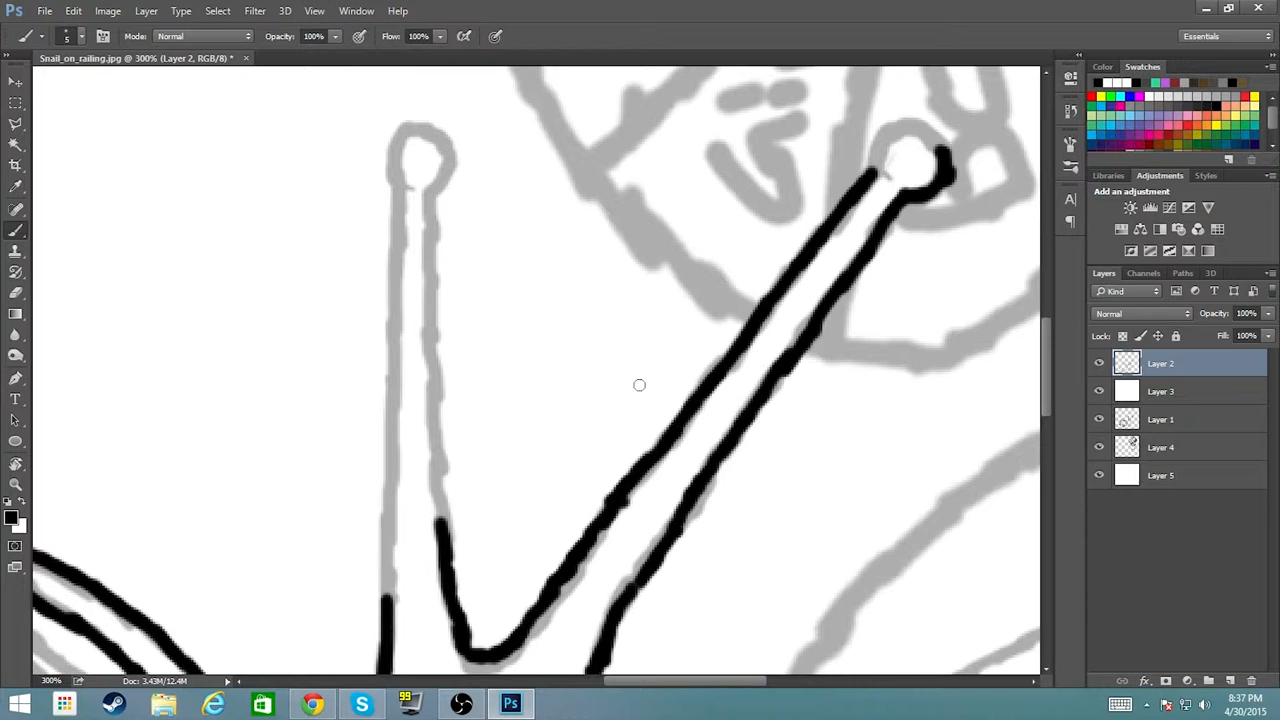 Ps File Edit Image Layer Type Select Filter 3D View Window Help
5 Mode: Normal Opacity: 100% Flow: 100% Essentials
Snail_on_railing.jpg @ 300% (Layer 2, RGB/8) * ×
Color Swatches
Libraries Adjustments Styles
Add an adjustment
Layers Channels Paths 3D
Kind
Normal Opacity: 100%
Lock: Fill: 100%
Layer 2
Layer 3
Layer 1
Layer 4
Layer 5
300% Doc: 3.43M/12.4M
99 Ps 8:37 PM
4/30/2015